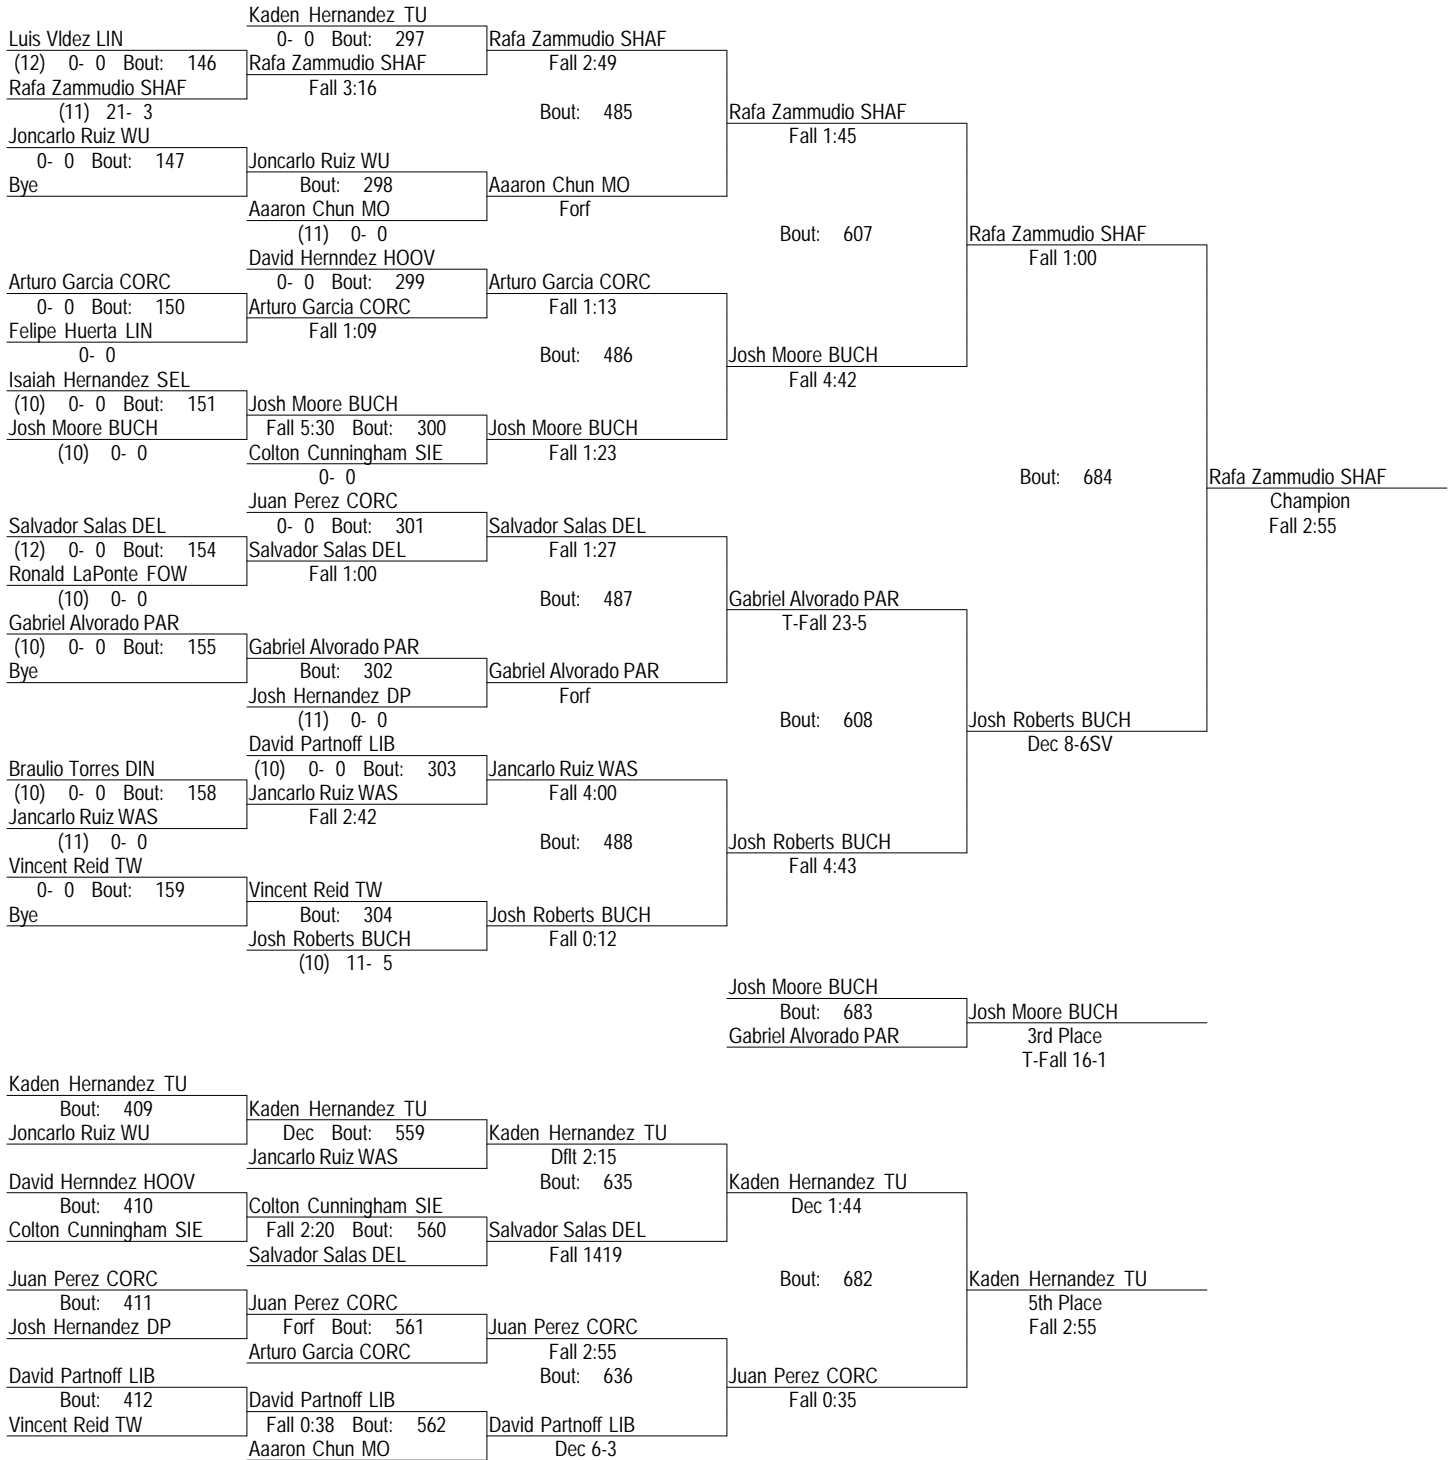 Kaden Hernandez TU
Luis Vldez LIN
0- 0 Bout: 297
Rafa Zammudio SHAF
(12) 0- 0 Bout: 146
Rafa Zammudio SHAF
Fall 2:49
Rafa Zammudio SHAF
Fall 3:16
(11) 21- 3
Bout: 485
Rafa Zammudio SHAF
Joncarlo Ruiz WU
Fall 1:45
0- 0 Bout: 147
Joncarlo Ruiz WU
Bye
Bout: 298
Aaaron Chun MO
Aaaron Chun MO
Forf
(11) 0- 0
Bout: 607
Rafa Zammudio SHAF
David Hernndez HOOV
Fall 1:00
Arturo Garcia CORC
0- 0 Bout: 299
Arturo Garcia CORC
0- 0 Bout: 150
Arturo Garcia CORC
Fall 1:13
Felipe Huerta LIN
Fall 1:09
0- 0
Bout: 486
Josh Moore BUCH
Isaiah Hernandez SEL
Fall 4:42
(10) 0- 0 Bout: 151
Josh Moore BUCH
Josh Moore BUCH
Fall 5:30 Bout: 300
Josh Moore BUCH
(10) 0- 0
Colton Cunningham SIE
Fall 1:23
0- 0
Bout: 684
Rafa Zammudio SHAF
Juan Perez CORC
Champion
Salvador Salas DEL
0- 0 Bout: 301
Salvador Salas DEL
Fall 2:55
(12) 0- 0 Bout: 154
Salvador Salas DEL
Fall 1:27
Ronald LaPonte FOW
Fall 1:00
(10) 0- 0
Bout: 487
Gabriel Alvorado PAR
Gabriel Alvorado PAR
T-Fall 23-5
(10) 0- 0 Bout: 155
Gabriel Alvorado PAR
Bye
Bout: 302
Gabriel Alvorado PAR
Josh Hernandez DP
Forf
(11) 0- 0
Bout: 608
Josh Roberts BUCH
David Partnoff LIB
Dec 8-6SV
Braulio Torres DIN
(10) 0- 0 Bout: 303
Jancarlo Ruiz WAS
(10) 0- 0 Bout: 158
Jancarlo Ruiz WAS
Fall 4:00
Jancarlo Ruiz WAS
Fall 2:42
(11) 0- 0
Bout: 488
Josh Roberts BUCH
Vincent Reid TW
Fall 4:43
0- 0 Bout: 159
Vincent Reid TW
Bye
Bout: 304
Josh Roberts BUCH
Josh Roberts BUCH
Fall 0:12
(10) 11- 5
Josh Moore BUCH
Bout: 683
Josh Moore BUCH
Gabriel Alvorado PAR
3rd Place
T-Fall 16-1
Kaden Hernandez TU
Bout: 409
Kaden Hernandez TU
Joncarlo Ruiz WU
Dec Bout: 559
Kaden Hernandez TU
Jancarlo Ruiz WAS
Dflt 2:15
David Hernndez HOOV
Bout: 635
Kaden Hernandez TU
Bout: 410
Colton Cunningham SIE
Dec 1:44
Colton Cunningham SIE
Fall 2:20 Bout: 560
Salvador Salas DEL
Salvador Salas DEL
Fall 1419
Juan Perez CORC
Bout: 682
Kaden Hernandez TU
Bout: 411
Juan Perez CORC
5th Place
Josh Hernandez DP
Forf Bout: 561
Juan Perez CORC
Fall 2:55
Arturo Garcia CORC
Fall 2:55
David Partnoff LIB
Bout: 636
Juan Perez CORC
Bout: 412
David Partnoff LIB
Fall 0:35
Vincent Reid TW
Fall 0:38 Bout: 562
David Partnoff LIB
Aaaron Chun MO
Dec 6-3